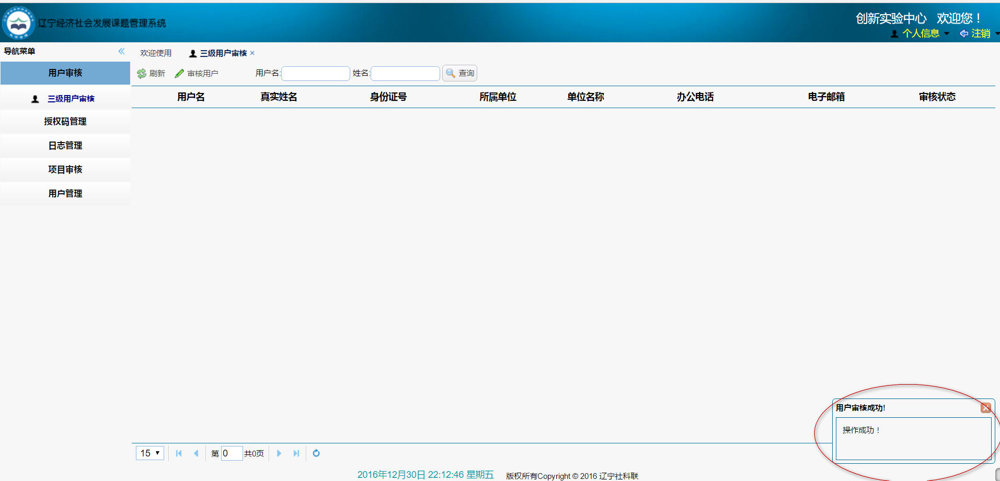 辽宁经济社会发展课题管理系统
创新实验中心 欢迎您！
个人信息 注销
导航菜单
欢迎使用 三级用户审核
用户审核
三级用户审核
授权码管理
日志管理
项目审核
用户管理
刷新 审核用户 用户名: 姓名: 查询
用户名 真实姓名 身份证号 所属单位 单位名称 办公电话 电子邮箱 审核状态
用户审核成功!
操作成功！
15 第 0 共0页
2016年12月30日 22:12:46 星期五 版权所有Copyright © 2016 辽宁社科联